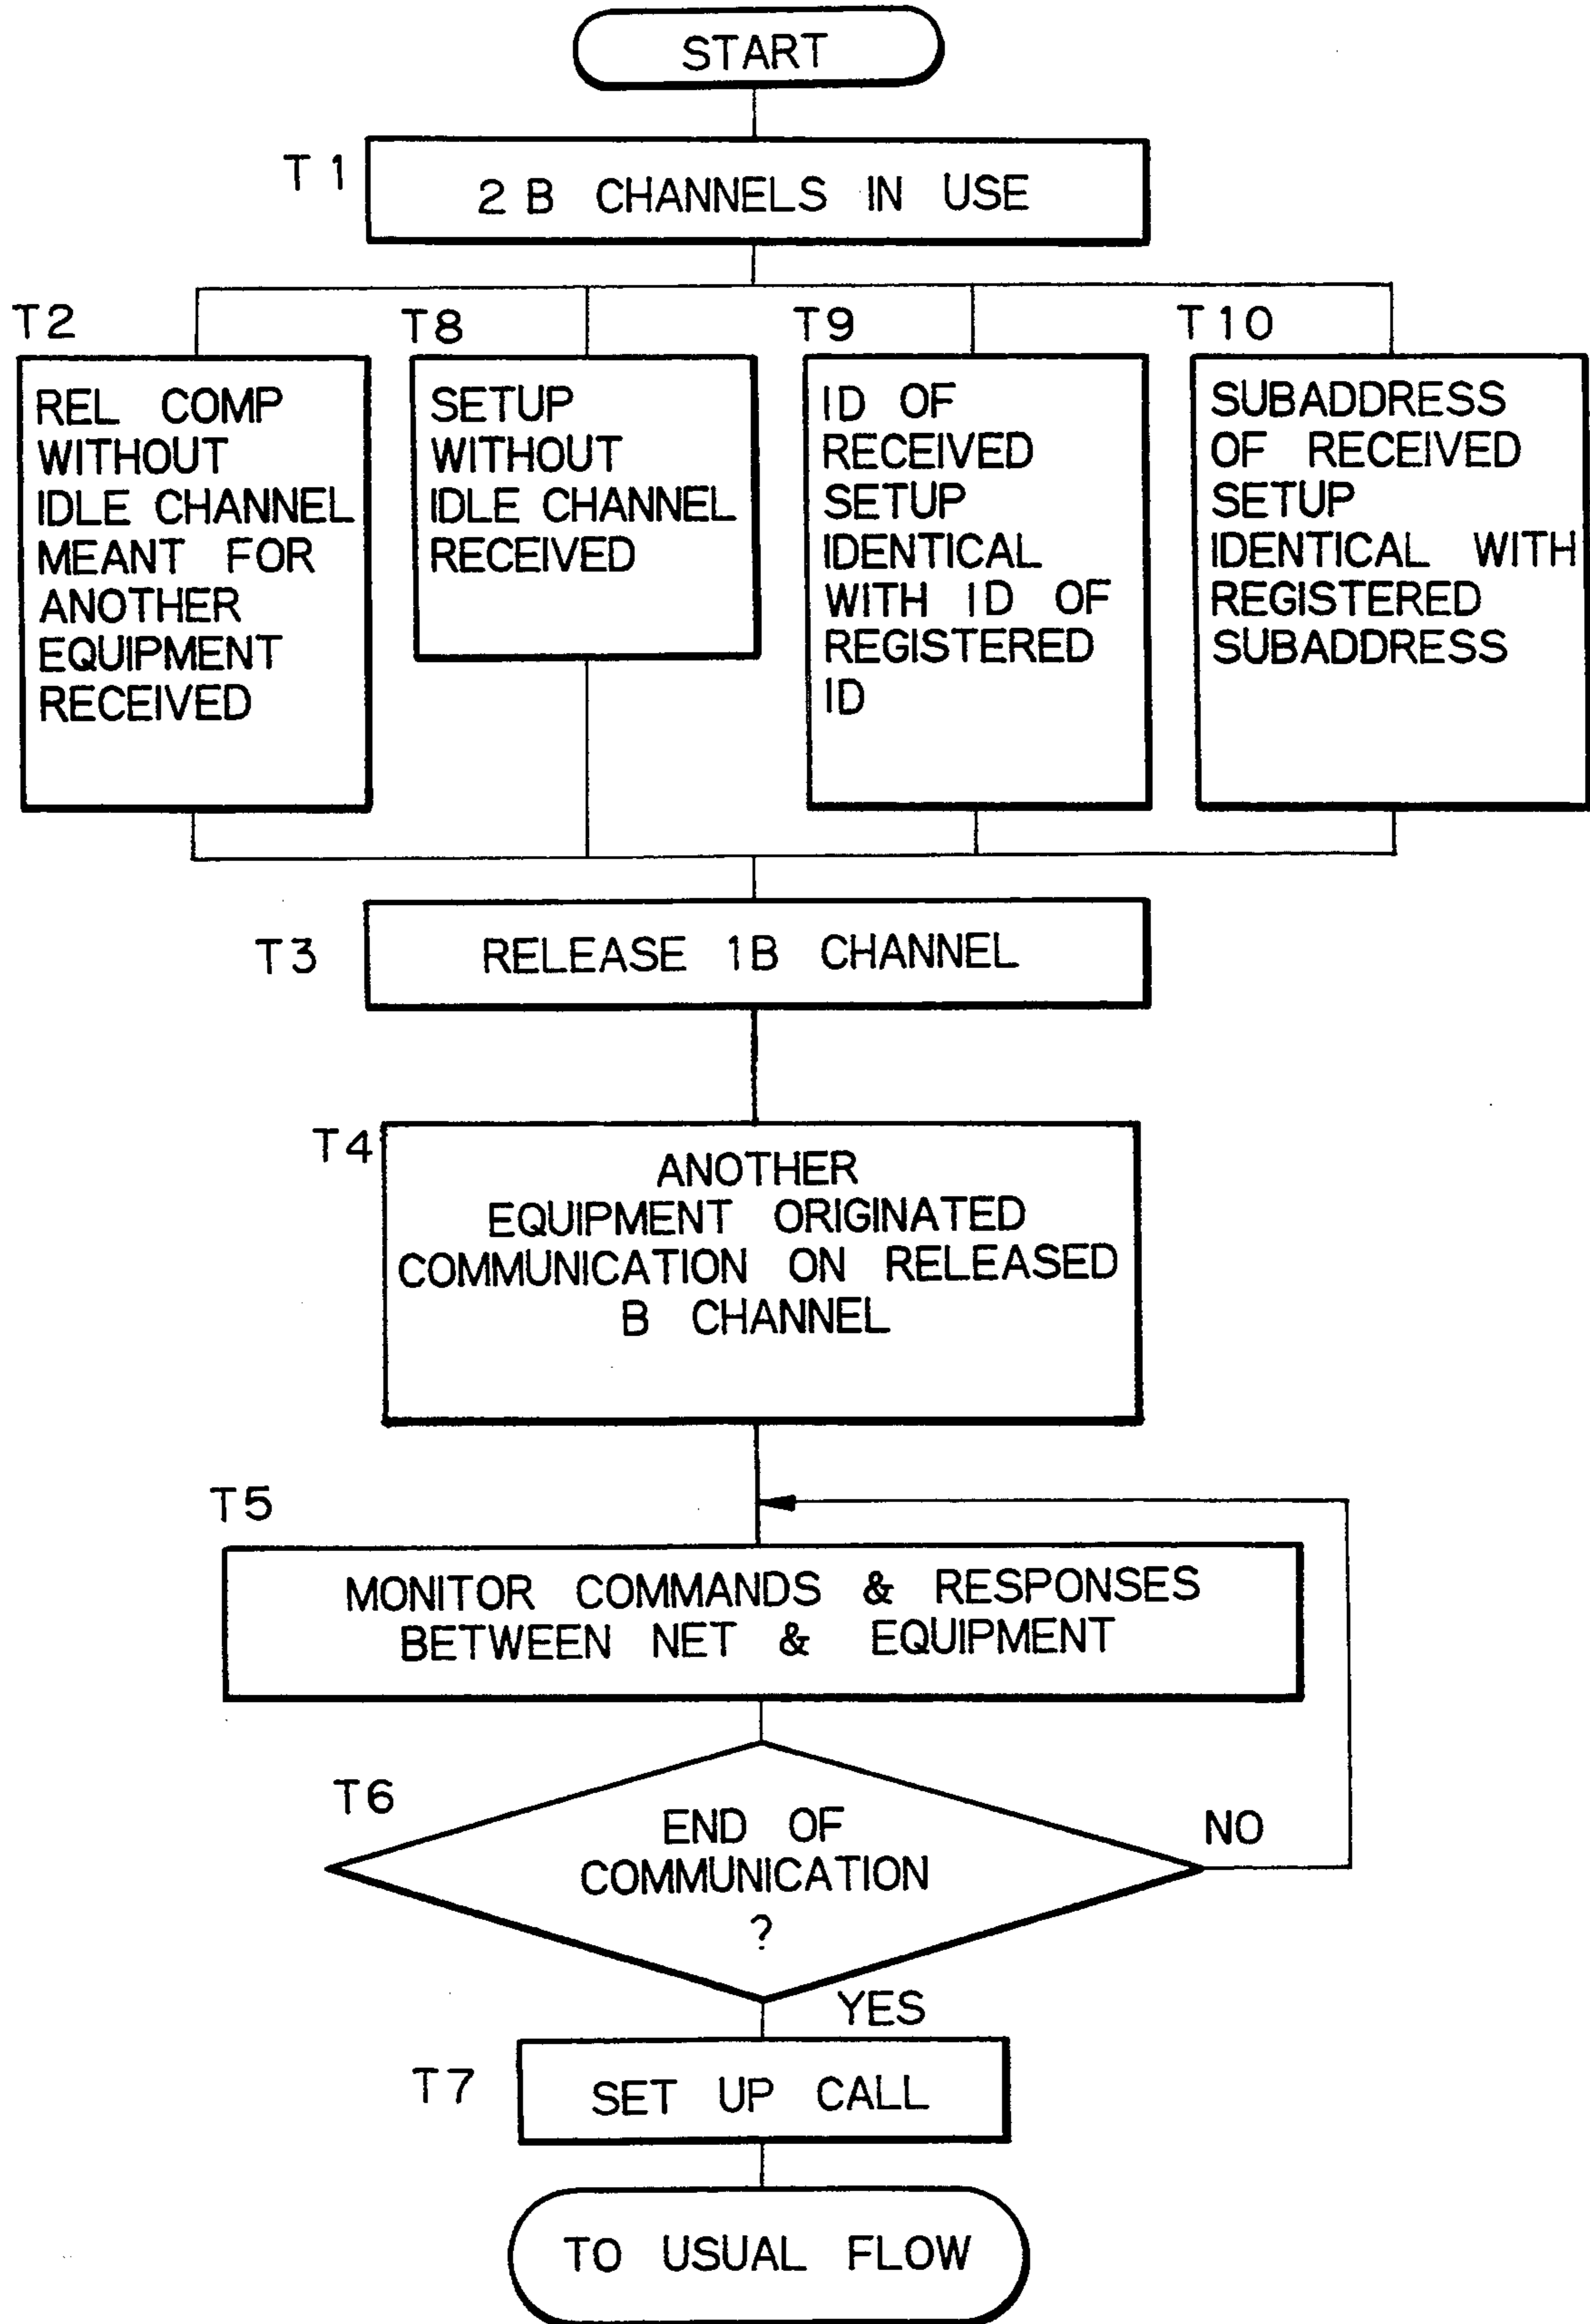 START
T1
2 B CHANNELS IN USE
T2
REL COMP
WITHOUT
IDLE CHANNEL
MEANT FOR
ANOTHER
EQUIPMENT
RECEIVED
T8
SETUP
WITHOUT
IDLE CHANNEL
RECEIVED
T9
ID OF
RECEIVED
SETUP
IDENTICAL
WITH ID OF
REGISTERED
ID
T10
SUBADDRESS
OF RECEIVED
SETUP
IDENTICAL WITH
REGISTERED
SUBADDRESS
T3
RELEASE 1B CHANNEL
T4
ANOTHER
EQUIPMENT ORIGINATED
COMMUNICATION ON RELEASED
B CHANNEL
T5
MONITOR COMMANDS & RESPONSES
BETWEEN NET & EQUIPMENT
T6
END OF
COMMUNICATION
?
NO
YES
T7
SET UP CALL
TO USUAL FLOW